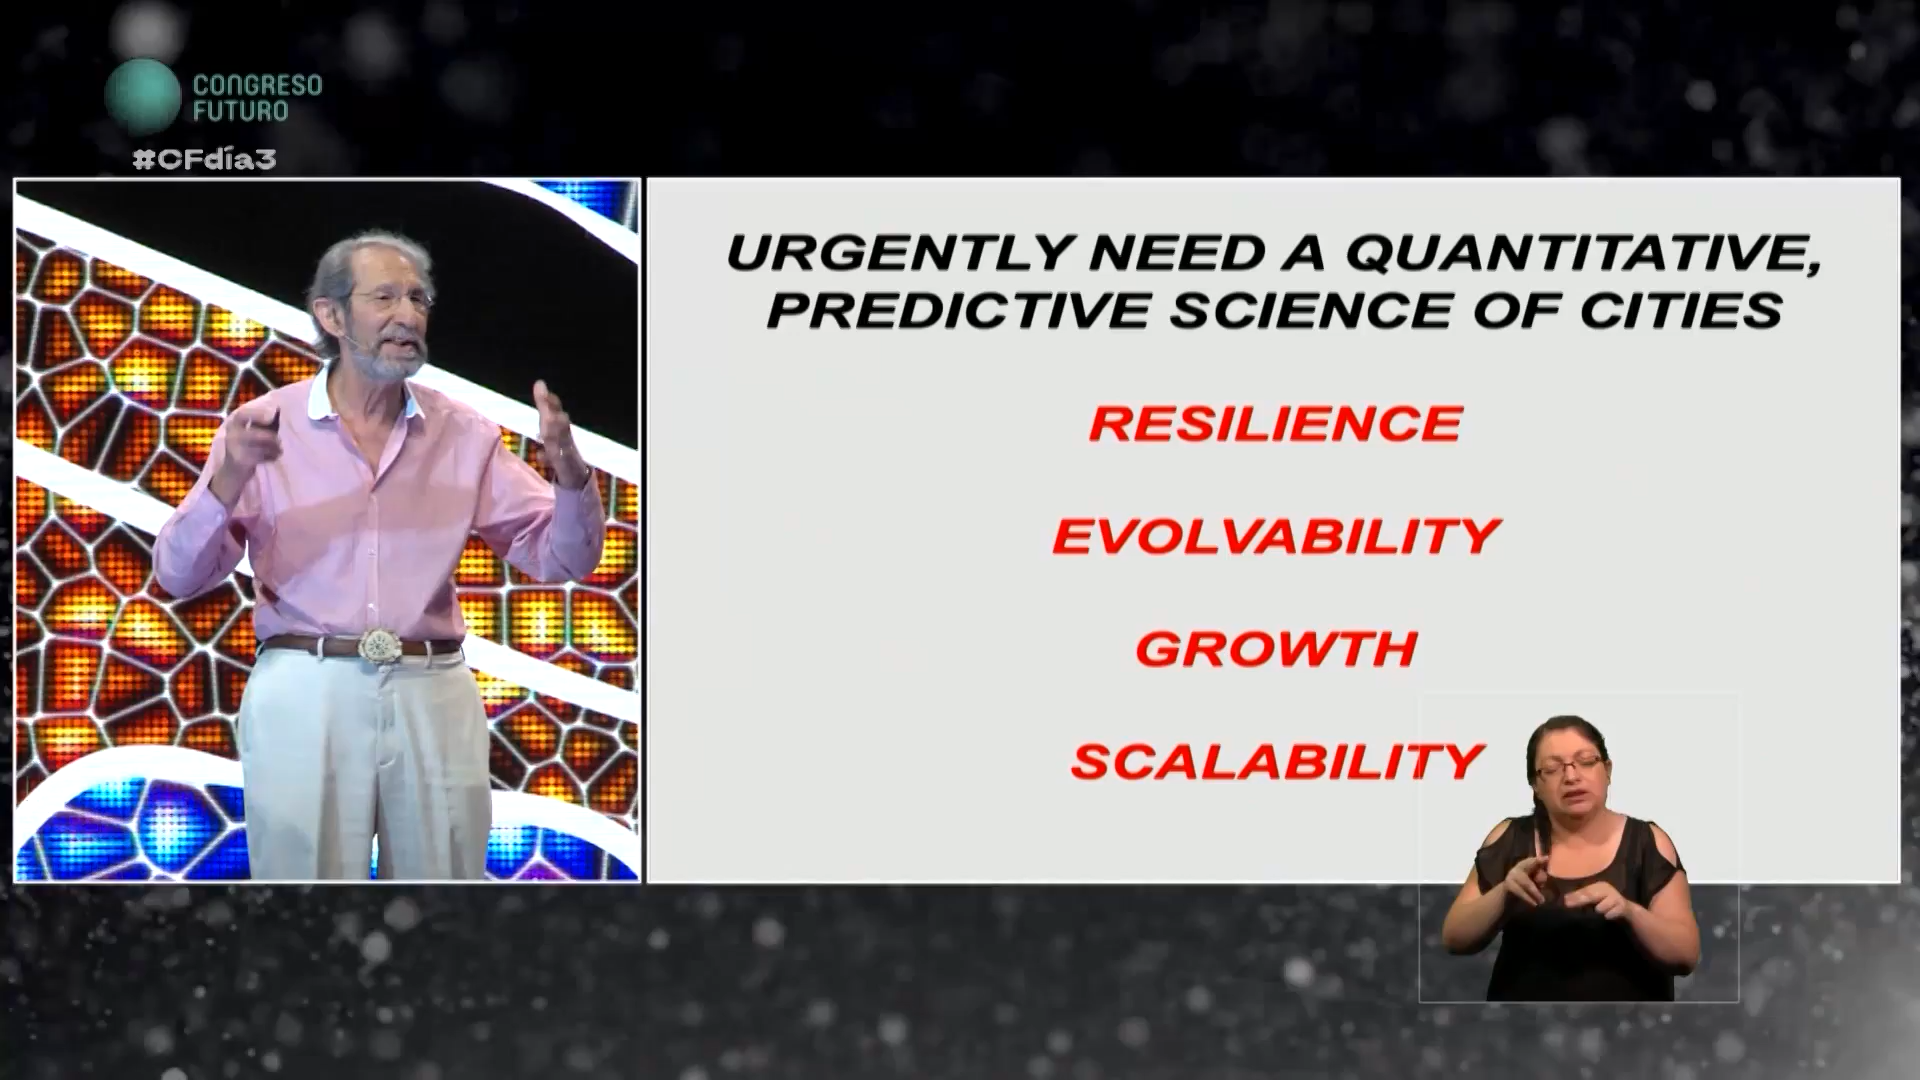 CONGRESO
FUTURO
#CFdía3
URGENTLY NEED A QUANTITATIVE,
PREDICTIVE SCIENCE OF CITIES
RESILIENCE
EVOLVABILITY
GROWTH
SCALABILITY